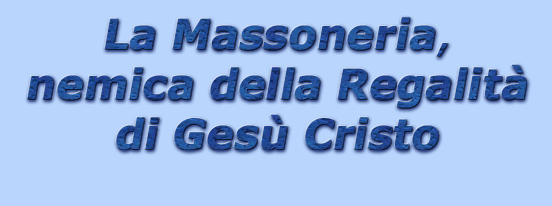 La Massoneria,
nemica della Regalità
di Gesù Cristo